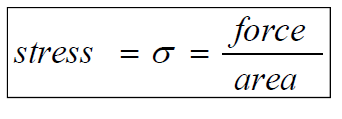 stress = σ = force / area